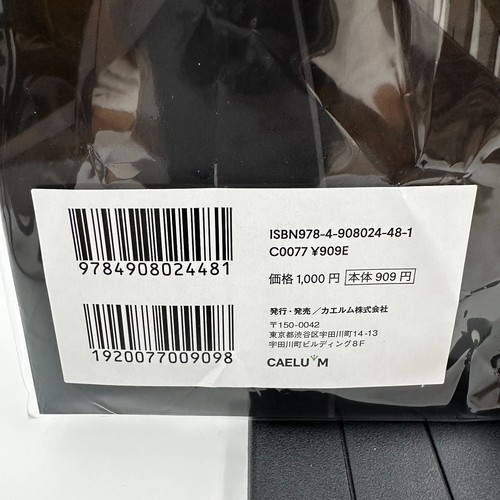 9784908024481
1920077009098
ISBN978-4-908024-48-1
C0077 ¥909E
価格 1,000 円 本体 909 円
発行・発売／カエルム株式会社
〒150-0042
東京都渋谷区宇田川町14-13
宇田川町ビルディング8F
CAELUM